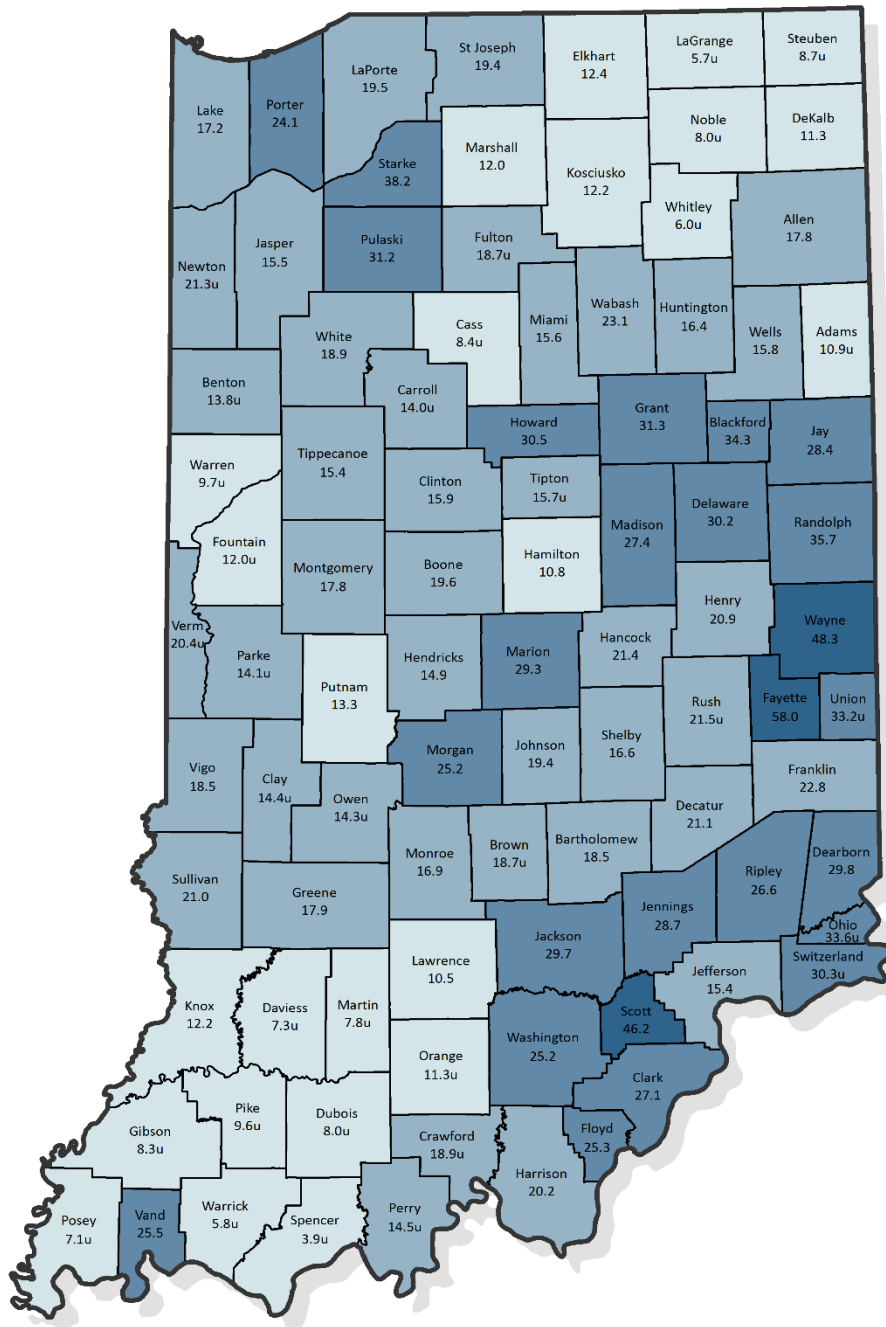 St Joseph
19.4
Elkhart
12.4
LaGrange
5.7u
Steuben
8.7u
LaPorte
19.5
Lake
17.2
Porter
24.1
Noble
8.0u
DeKalb
11.3
Marshall
12.0
Starke
38.2
Kosciusko
12.2
Whitley
6.0u
Allen
17.8
Jasper
15.5
Pulaski
31.2
Fulton
18.7u
Newton
21.3u
White
18.9
Cass
8.4u
Miami
15.6
Wabash
23.1
Huntington
16.4
Wells
15.8
Adams
10.9u
Benton
13.8u
Carroll
14.0u
Howard
30.5
Grant
31.3
Blackford
34.3
Jay
28.4
Warren
9.7u
Tippecanoe
15.4
Clinton
15.9
Tipton
15.7u
Madison
27.4
Delaware
30.2
Randolph
35.7
Fountain
12.0u
Montgomery
17.8
Boone
19.6
Hamilton
10.8
Henry
20.9
Wayne
48.3
Verm
20.4u
Parke
14.1u
Putnam
13.3
Hendricks
14.9
Marion
29.3
Hancock
21.4
Rush
21.5u
Fayette
58.0
Union
33.2u
Vigo
18.5
Clay
14.4u
Owen
14.3u
Morgan
25.2
Johnson
19.4
Shelby
16.6
Franklin
22.8
Decatur
21.1
Sullivan
21.0
Greene
17.9
Monroe
16.9
Brown
18.7u
Bartholomew
18.5
Jennings
28.7
Ripley
26.6
Dearborn
29.8
Ohio
33.6u
Switzerland
30.3u
Jackson
29.7
Lawrence
10.5
Jefferson
15.4
Knox
12.2
Daviess
7.3u
Martin
7.8u
Orange
11.3u
Washington
25.2
Scott
46.2
Clark
27.1
Gibson
8.3u
Pike
9.6u
Dubois
8.0u
Crawford
18.9u
Harrison
20.2
Floyd
25.3
Posey
7.1u
Vand
25.5
Warrick
5.8u
Spencer
3.9u
Perry
14.5u